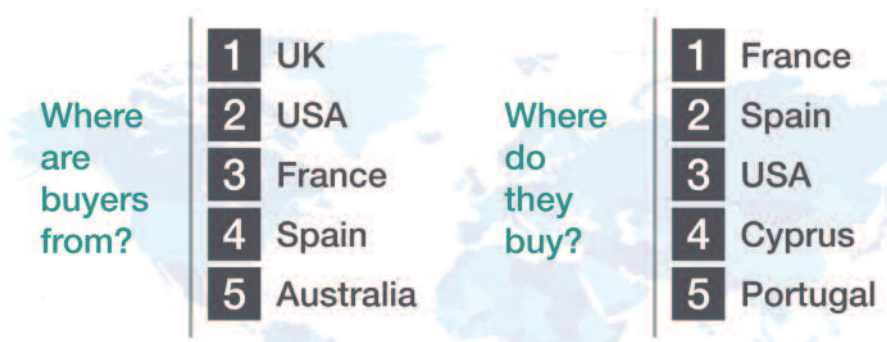 Where
are
buyers
from?
1 UK
2 USA
3 France
4 Spain
5 Australia
Where
do
they
buy?
1 France
2 Spain
3 USA
4 Cyprus
5 Portugal